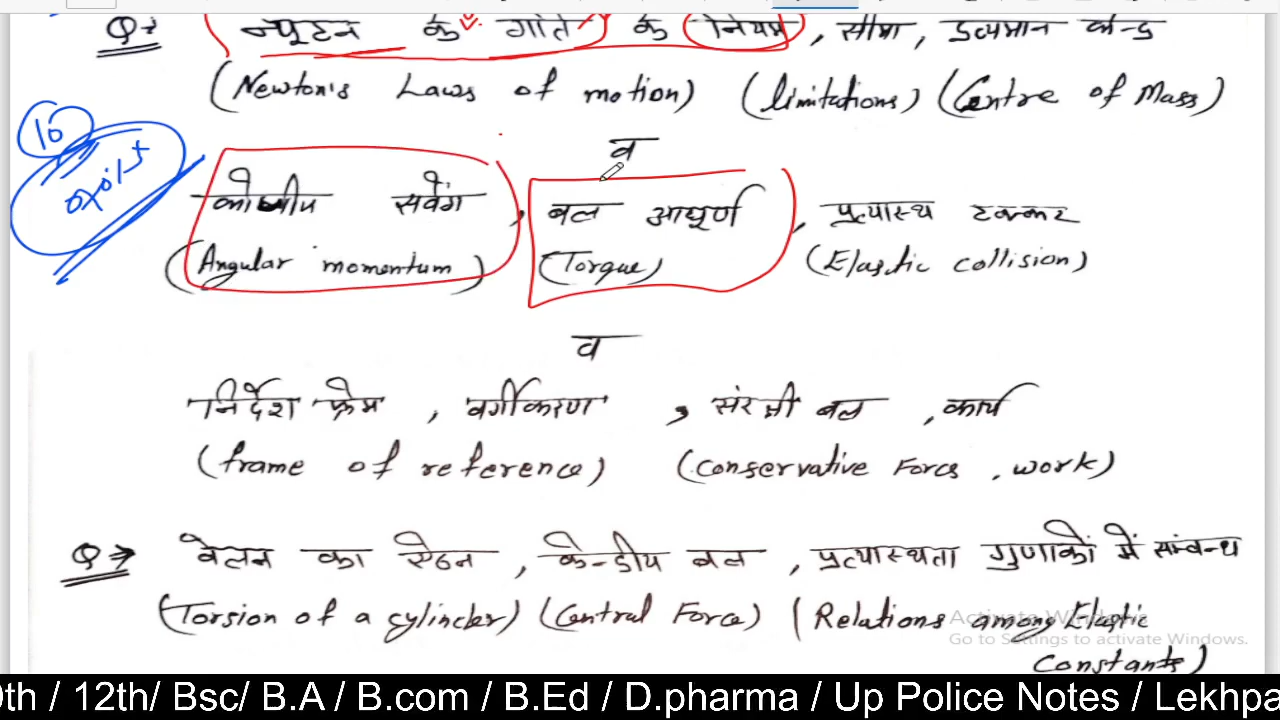 Q→ न्यूटन के गति के नियम, सीमा, द्रव्यमान केन्द्र
(Newton's Laws of motion) (limitations) (Centre of Mass)
16
व
कोणीय संवेग, बल आघूर्ण, प्रत्यास्थ टक्कर
(Angular momentum) (Torque) (Elastic collision)
व
निर्देश फ्रेम, वर्गीकरण, संरक्षी बल, कार्य
(frame of reference) (conservative Force, work)
Q⇒ वेलन का ऐंठन, केन्द्रीय बल, प्रत्यास्थता गुणाकों में सम्बन्ध
(Torsion of a cylinder) (Central Force) (Relations among Elastic
Constants)
Activate Windows
Go to Settings to activate Windows.
0th / 12th/ Bsc/ B.A / B.com / B.Ed / D.pharma / Up Police Notes / Lekhpa